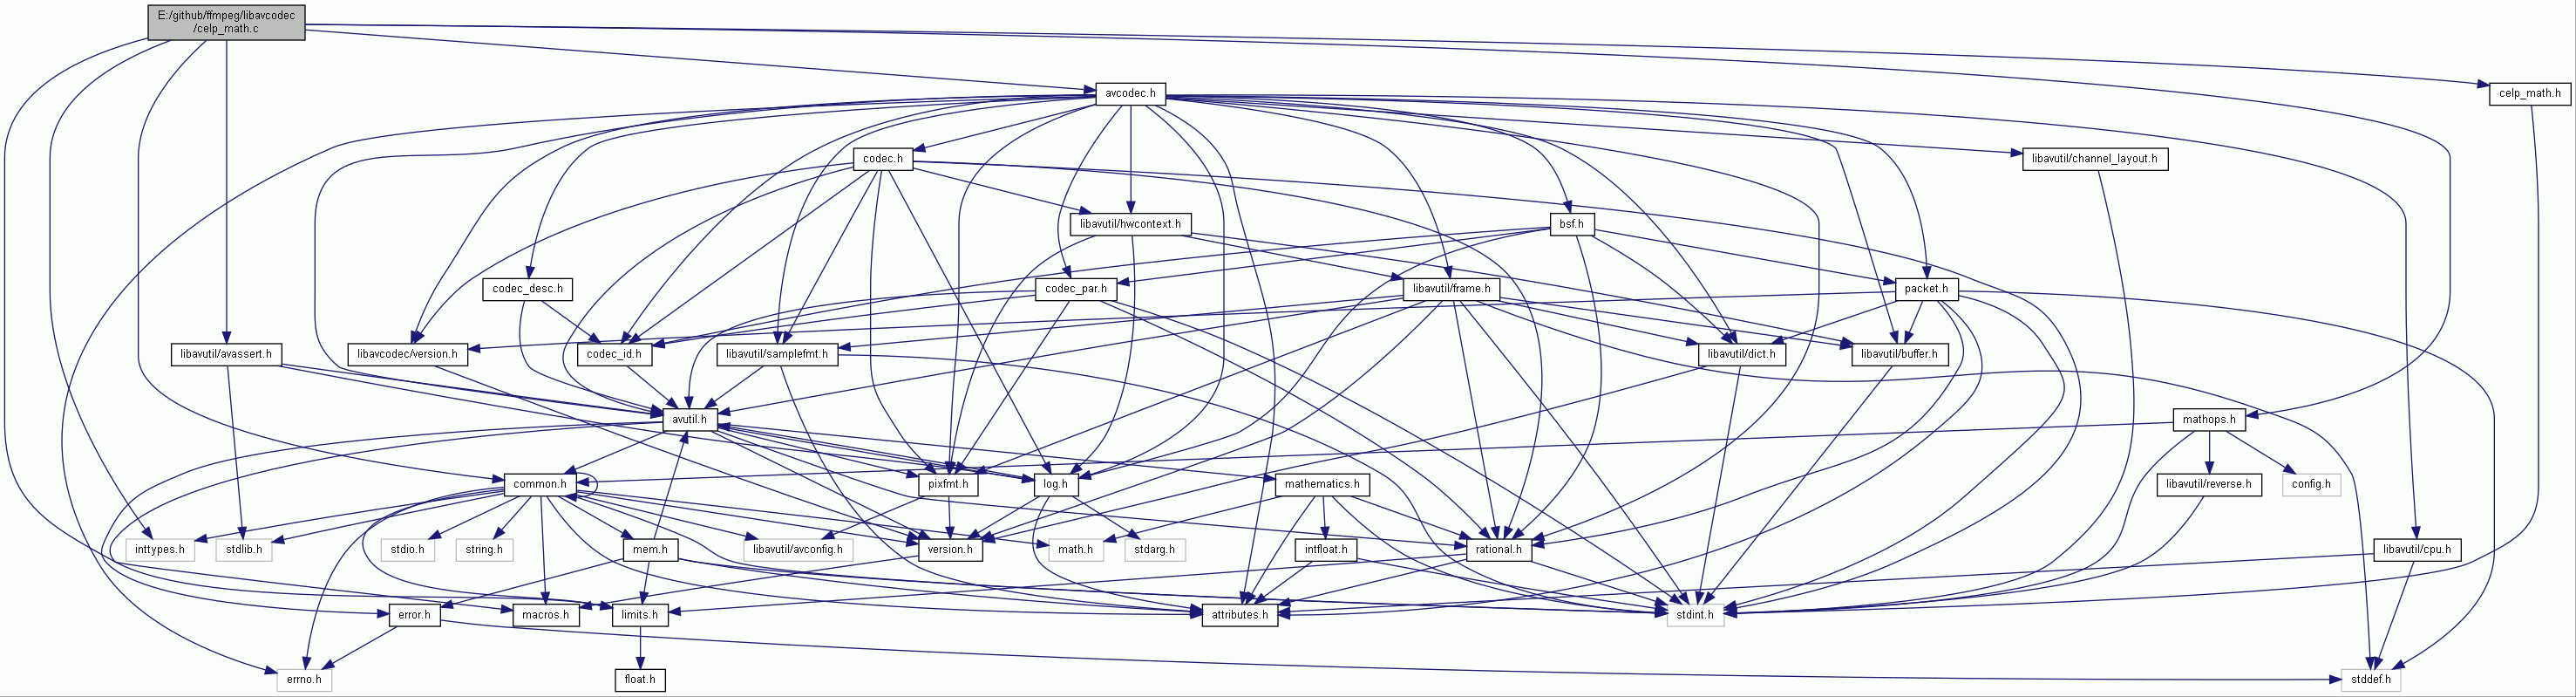 E:/github/ffmpeg/libavcodec
/celp_math.c
avcodec.h
celp_math.h
codec.h
libavutil/channel_layout.h
libavutil/hwcontext.h
bsf.h
codec_desc.h
codec_par.h
libavutil/frame.h
packet.h
libavutil/avassert.h
libavcodec/version.h
codec_id.h
libavutil/samplefmt.h
libavutil/dict.h
libavutil/buffer.h
avutil.h
mathops.h
common.h
pixfmt.h
log.h
mathematics.h
libavutil/reverse.h
config.h
inttypes.h
stdlib.h
stdio.h
string.h
mem.h
libavutil/avconfig.h
version.h
math.h
stdarg.h
intfloat.h
rational.h
libavutil/cpu.h
error.h
macros.h
limits.h
attributes.h
stdint.h
errno.h
float.h
stddef.h